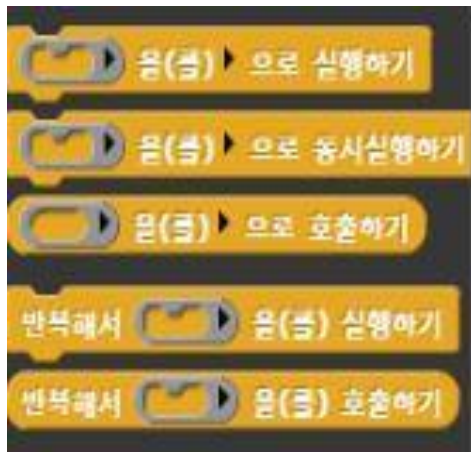 을(를) 으로 실행하기
을(를) 으로 동시실행하기
을(를) 으로 호출하기
반복해서 을(를) 실행하기
반복해서 을(를) 호출하기